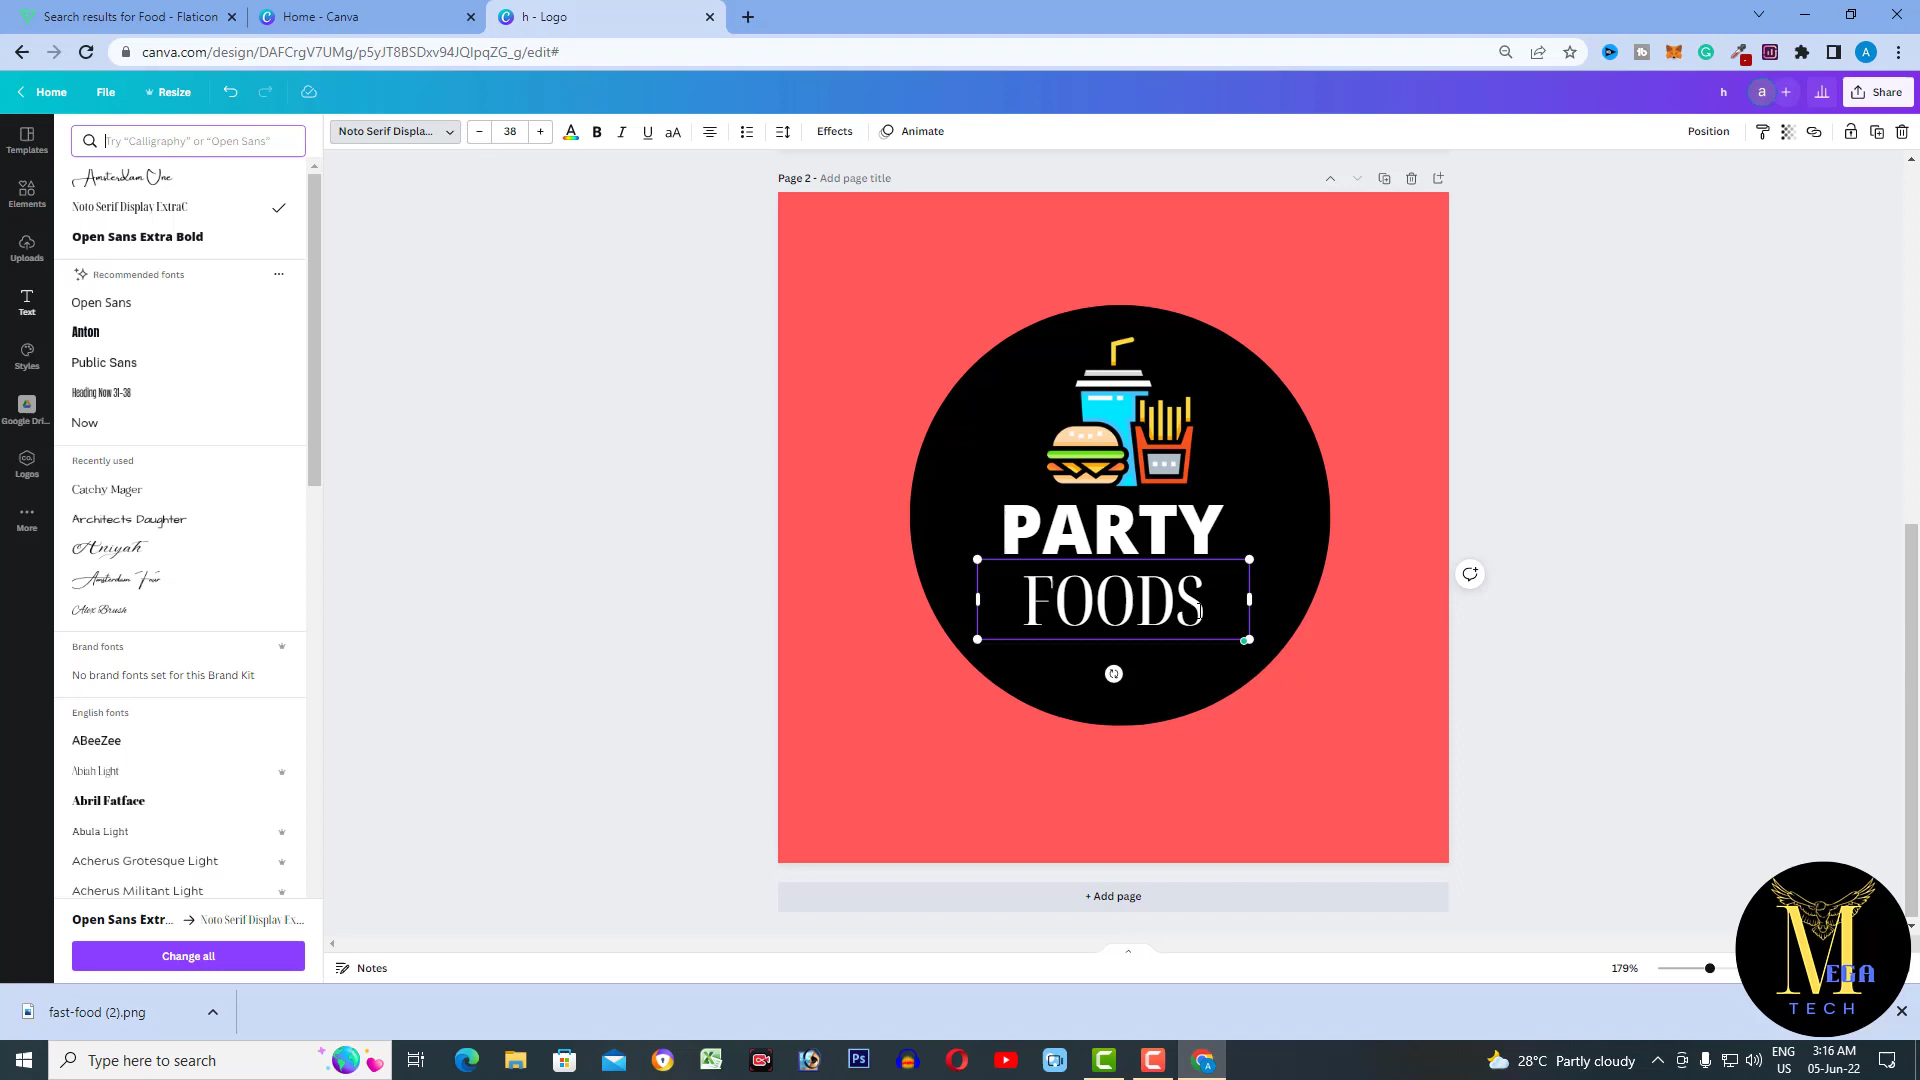 Search results for Food - Flaticon
Home - Canva
h - Logo
canva.com/design/DAFCrgV7UMg/p5yJT8BSDxv94JQlpqZG_g/edit#
Home
File
Resize
h
a
Share
Templates
Elements
Uploads
Text
Styles
Google Dri...
Logos
More
Try "Calligraphy" or "Open Sans"
Amsterdam One
Noto Serif Display ExtraC
Open Sans Extra Bold
Recommended fonts
Open Sans
Anton
Public Sans
Heading Now 31-38
Now
Recently used
Catchy Mager
Architects Daughter
Aniyah
Amsterdam Four
Alex Brush
Brand fonts
No brand fonts set for this Brand Kit
English fonts
ABeeZee
Abiah Light
Abril Fatface
Abula Light
Acherus Grotesque Light
Acherus Militant Light
Open Sans Extr... → Noto Serif Display Ex...
Change all
Noto Serif Displa...
- 38 +
A B I U aA
Effects
Animate
Position
Page 2 - Add page title
PARTY
FOODS
+ Add page
Notes
179%
M
EGA
TECH
fast-food (2).png
Type here to search
Ps
28°C Partly cloudy
ENG
US
3:16 AM
05-Jun-22